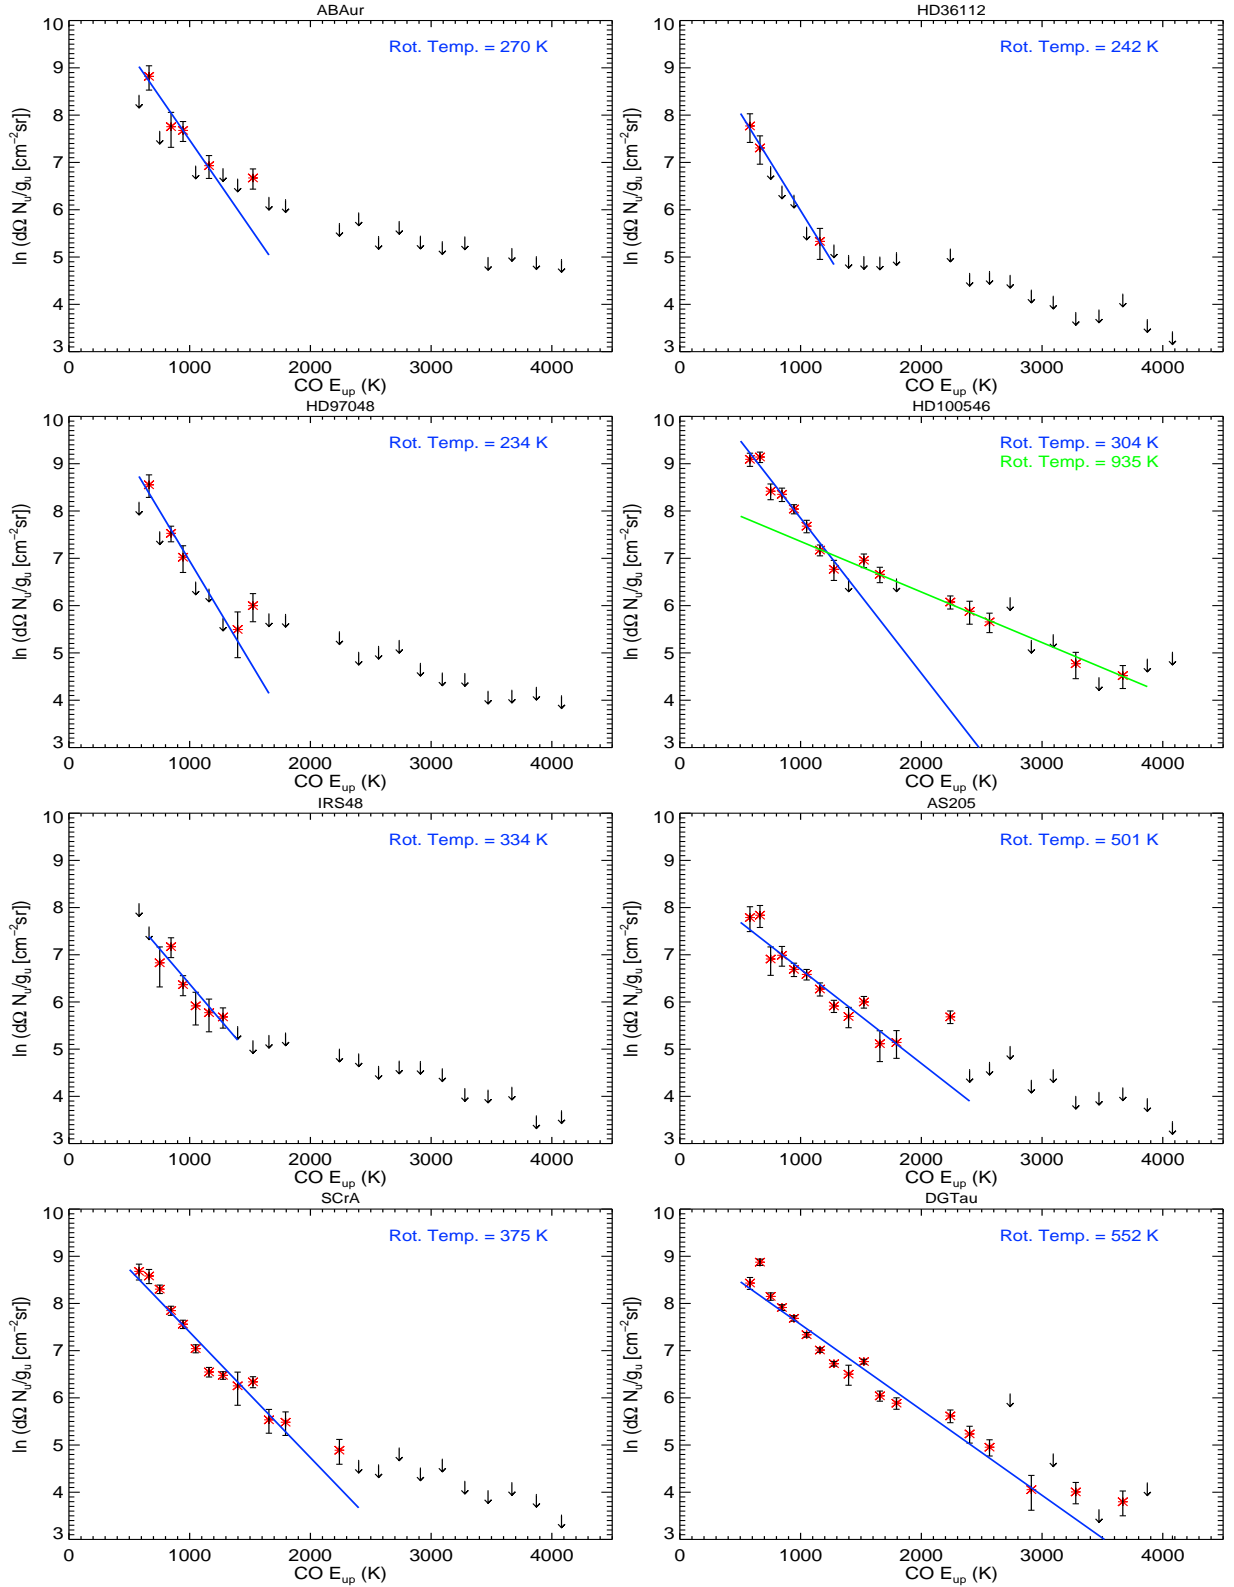 ABAur
Rot. Temp. = 270 K
ln (dΩ Nu/gu [cm−2sr])
10
9
8
7
6
5
4
3
0 1000 2000 3000 4000
CO Eup (K)
HD36112
Rot. Temp. = 242 K
ln (dΩ Nu/gu [cm−2sr])
10
9
8
7
6
5
4
3
0 1000 2000 3000 4000
CO Eup (K)
HD97048
Rot. Temp. = 234 K
ln (dΩ Nu/gu [cm−2sr])
10
9
8
7
6
5
4
3
0 1000 2000 3000 4000
CO Eup (K)
HD100546
Rot. Temp. = 304 K
Rot. Temp. = 935 K
ln (dΩ Nu/gu [cm−2sr])
10
9
8
7
6
5
4
3
0 1000 2000 3000 4000
CO Eup (K)
IRS48
Rot. Temp. = 334 K
ln (dΩ Nu/gu [cm−2sr])
10
9
8
7
6
5
4
3
0 1000 2000 3000 4000
CO Eup (K)
AS205
Rot. Temp. = 501 K
ln (dΩ Nu/gu [cm−2sr])
10
9
8
7
6
5
4
3
0 1000 2000 3000 4000
CO Eup (K)
SCrA
Rot. Temp. = 375 K
ln (dΩ Nu/gu [cm−2sr])
10
9
8
7
6
5
4
3
0 1000 2000 3000 4000
CO Eup (K)
DGTau
Rot. Temp. = 552 K
ln (dΩ Nu/gu [cm−2sr])
10
9
8
7
6
5
4
3
0 1000 2000 3000 4000
CO Eup (K)